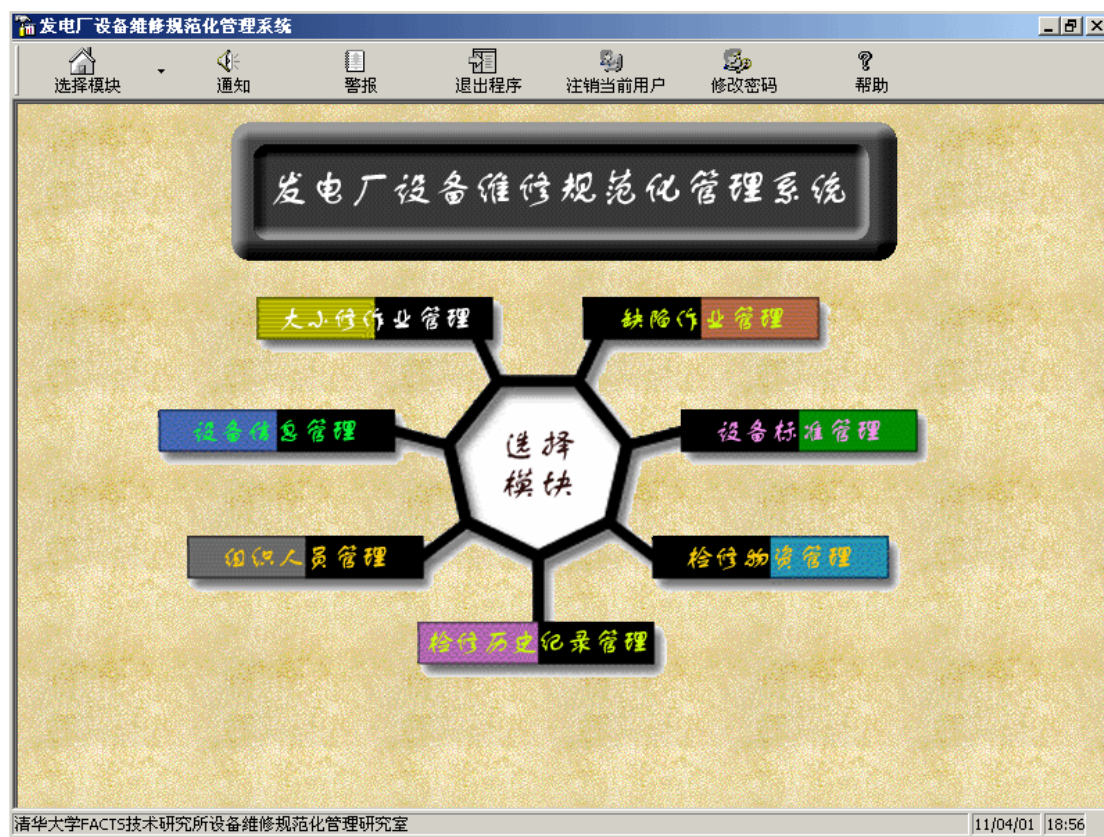 发电厂设备维修规范化管理系统
选择模块 通知 警报 退出程序 注销当前用户 修改密码 帮助
发电厂设备维修规范化管理系统
大小修作业管理 缺陷作业管理
设备信息管理 设备标准管理
选择
模块
组织人员管理 检修物资管理
检修历史纪录管理
清华大学FACTS技术研究所设备维修规范化管理研究室 11/04/01 18:56